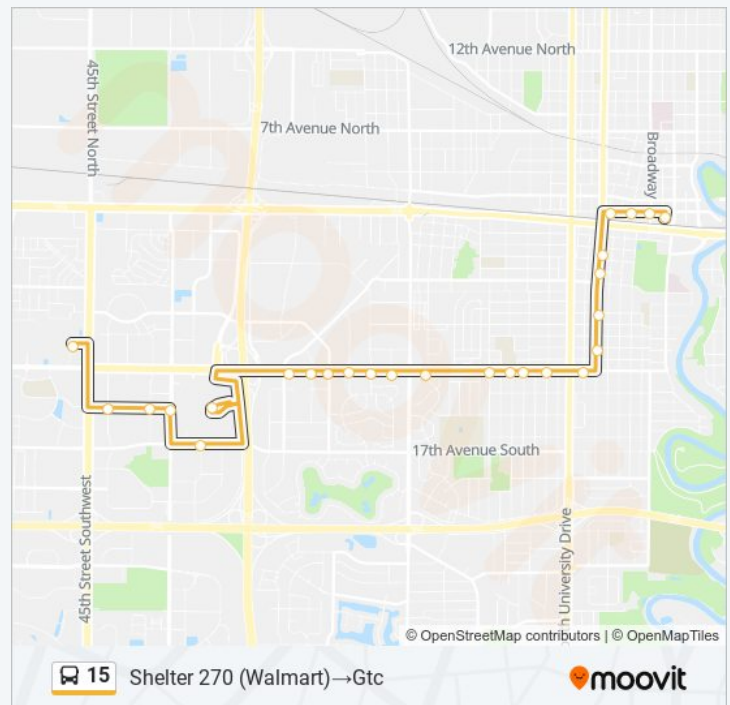 12th Avenue North
45th Street North
7th Avenue North
Broadway
17th Avenue South
45th Street Southwest
University Drive
© OpenStreetMap contributors | © OpenMapTiles
15 Shelter 270 (Walmart)→Gtc
moovit